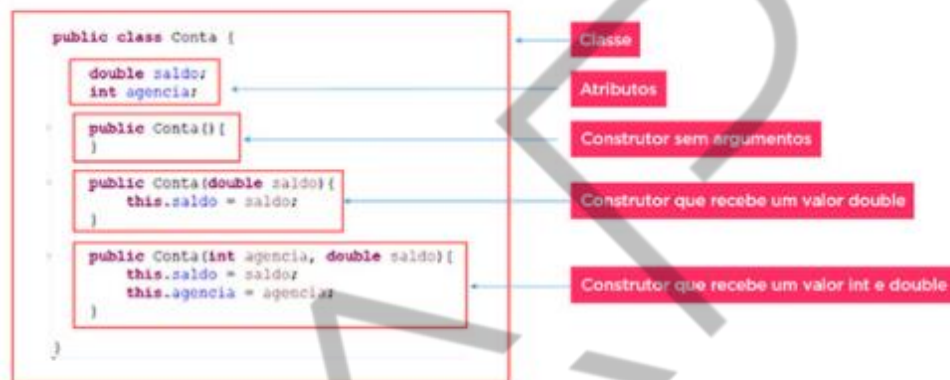 public class Conta {
Classe
double saldo;
int agencia;
Atributos
public Conta(){
}
Construtor sem argumentos
public Conta(double saldo){
this.saldo = saldo;
}
Construtor que recebe um valor double
public Conta(int agencia, double saldo){
this.saldo = saldo;
this.agencia = agencia;
}
Construtor que recebe um valor int e double
}